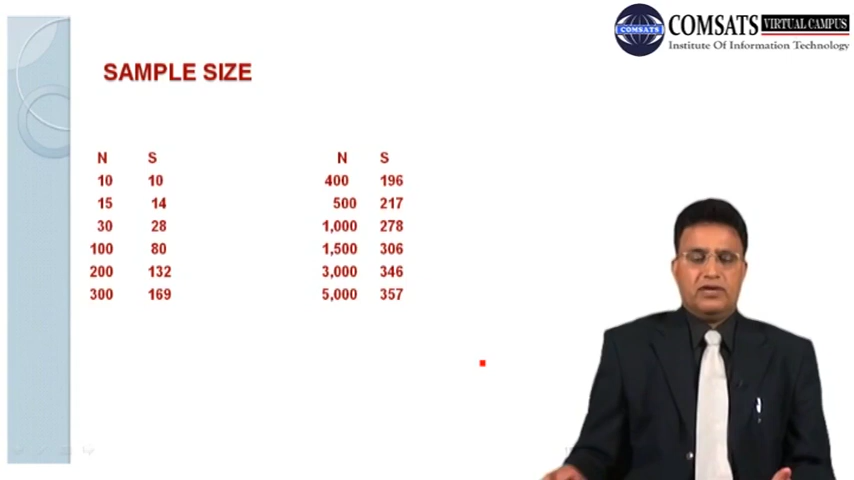 COMSATS VIRTUAL CAMPUS
COMSATS
Institute Of Information Technology
SAMPLE SIZE
N S N S
10 10 400 196
15 14 500 217
30 28 1,000 278
100 80 1,500 306
200 132 3,000 346
300 169 5,000 357